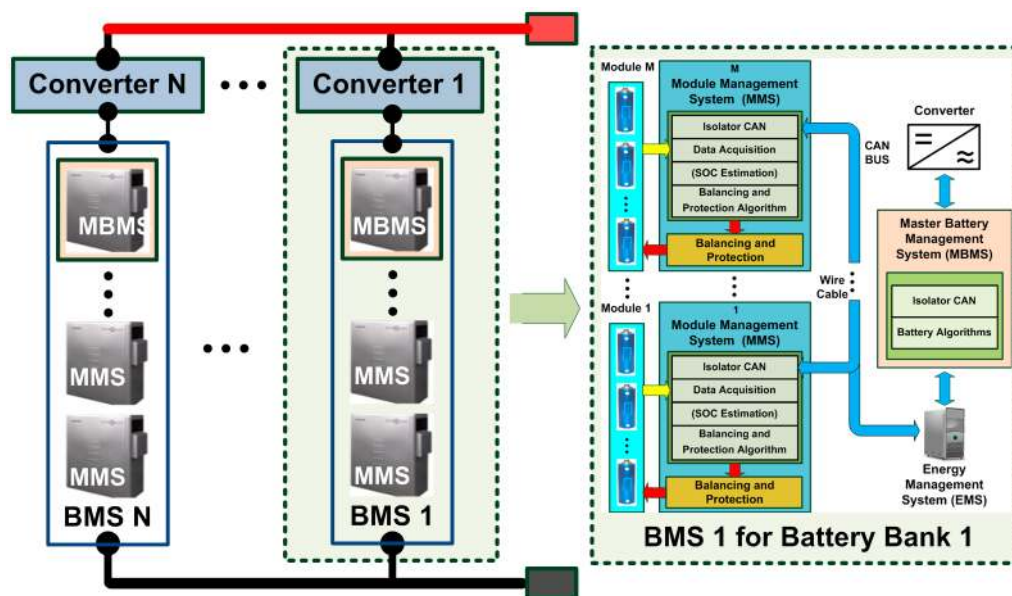 Converter N
Converter 1
MBMS
MBMS
MMS
MMS
MMS
MMS
BMS N
BMS 1
Module M
M
Module Management
System (MMS)
Isolator CAN
Data Acquisition
(SOC Estimation)
Balancing and
Protection Algorithm
Balancing and
Protection
Module 1
1
Module Management
System (MMS)
Isolator CAN
Data Acquisition
(SOC Estimation)
Balancing and
Protection Algorithm
Balancing and
Protection
CAN
BUS
Wire
Cable
Converter
Master Battery
Management
System (MBMS)
Isolator CAN
Battery Algorithms
Energy
Management
System (EMS)
BMS 1 for Battery Bank 1